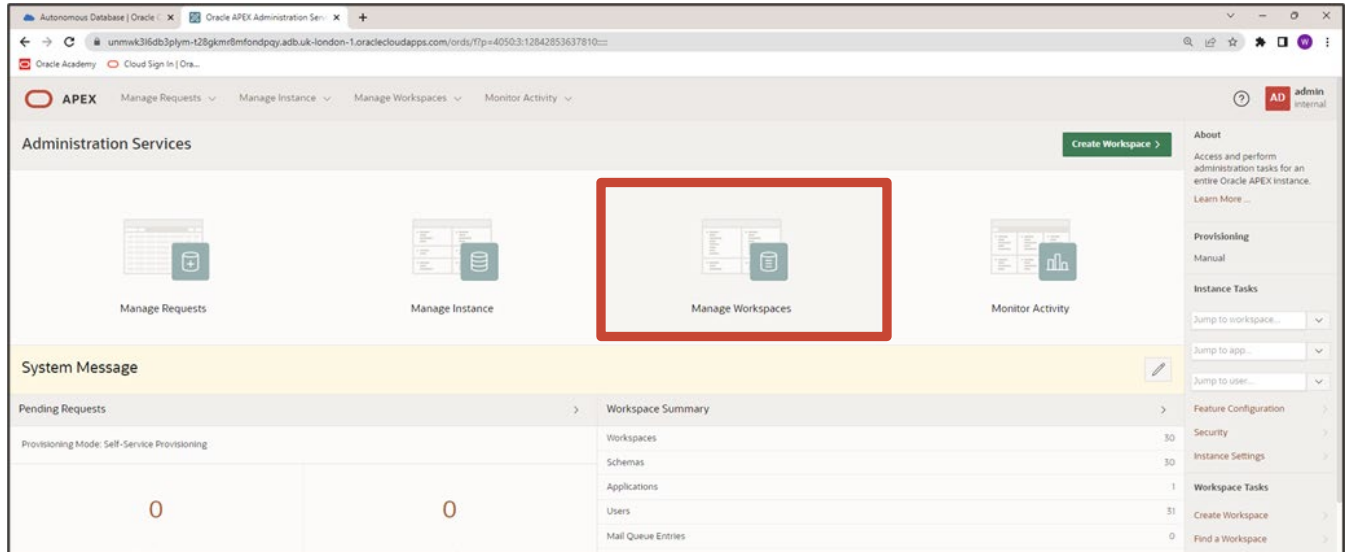 Autonomous Database | Oracle C
Oracle APEX Administration Serv
unmwk3l6db3plym-t28gkmr8mfondpqy.adb.uk-london-1.oraclecloudapps.com/ords/f?p=4050:3:12842853637810::::
W
Oracle Academy
Cloud Sign In | Ora...
APEX
Manage Requests
Manage Instance
Manage Workspaces
Monitor Activity
AD
admin
internal
Administration Services
Create Workspace >
Manage Requests
Manage Instance
Manage Workspaces
Monitor Activity
System Message
Pending Requests
Provisioning Mode: Self-Service Provisioning
0
0
Workspace Summary
Workspaces 30
Schemas 30
Applications 1
Users 31
Mail Queue Entries 0
About
Access and perform
administration tasks for an
entire Oracle APEX instance.
Learn More ...
Provisioning
Manual
Instance Tasks
Jump to workspace...
Jump to app...
Jump to user...
Feature Configuration
Security
Instance Settings
Workspace Tasks
Create Workspace
Find a Workspace